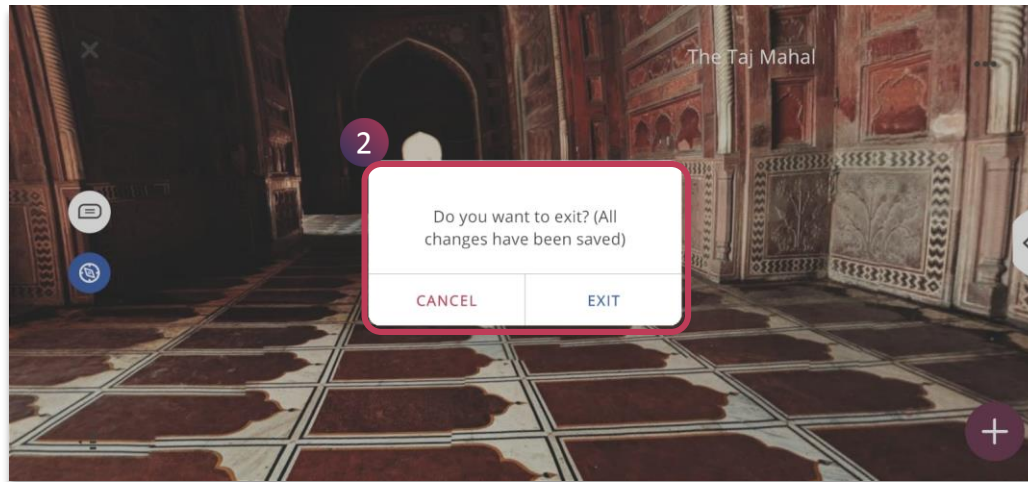 The Taj Mahal
2
Do you want to exit? (All
changes have been saved)
CANCEL
EXIT